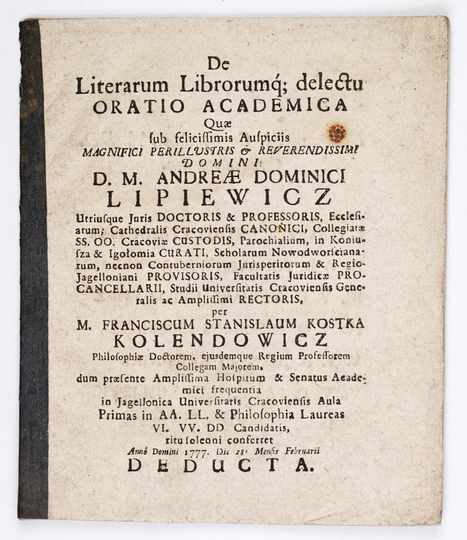 De
Literarum Librorumq́; delectu
ORATIO ACADEMICA
Quæ
sub felicissimis Auspiciis
MAGNIFICI PERILLUSTRIS & REVERENDISSIMI
DOMINI
D. M. ANDREÆ DOMINICI
LIPIEWICZ
Utriusque Juris DOCTORIS & PROFESSORIS, Ecclesi-
arum; Cathedralis Cracoviensis CANONICI, Collegiatæ
SS. OO. Cracoviæ CUSTODIS, Parochialium, in Koniu-
sza & Igołomia CURATI, Scholarum Nowodworsciana-
rum, necnon Contuberniorum Jurisperitorum & Regio-
Jagelloniani PROVISORIS, Facultatis Juridicæ PRO-
CANCELLARII, Studii Universitatis Cracoviensis Gene-
ralis ac Amplissimi RECTORIS,
per
M. FRANCISCUM STANISLAUM KOSTKA
KOLENDOWICZ
Philosophiæ Doctorem, ejusdemque Regium Professorem
Collegam Majorem,
dum præsente Amplissima Hospitum & Senatus Acade-
mici frequentia
in Jagellonica Universitatis Cracoviensis Aula
Primas in AA. LL. & Philosophia Laureas
VI. VV. DD Candidatis,
ritu solenni conferret
Annô Domini 1777. Die 28. Mensis Februarii
DEDUCTA.